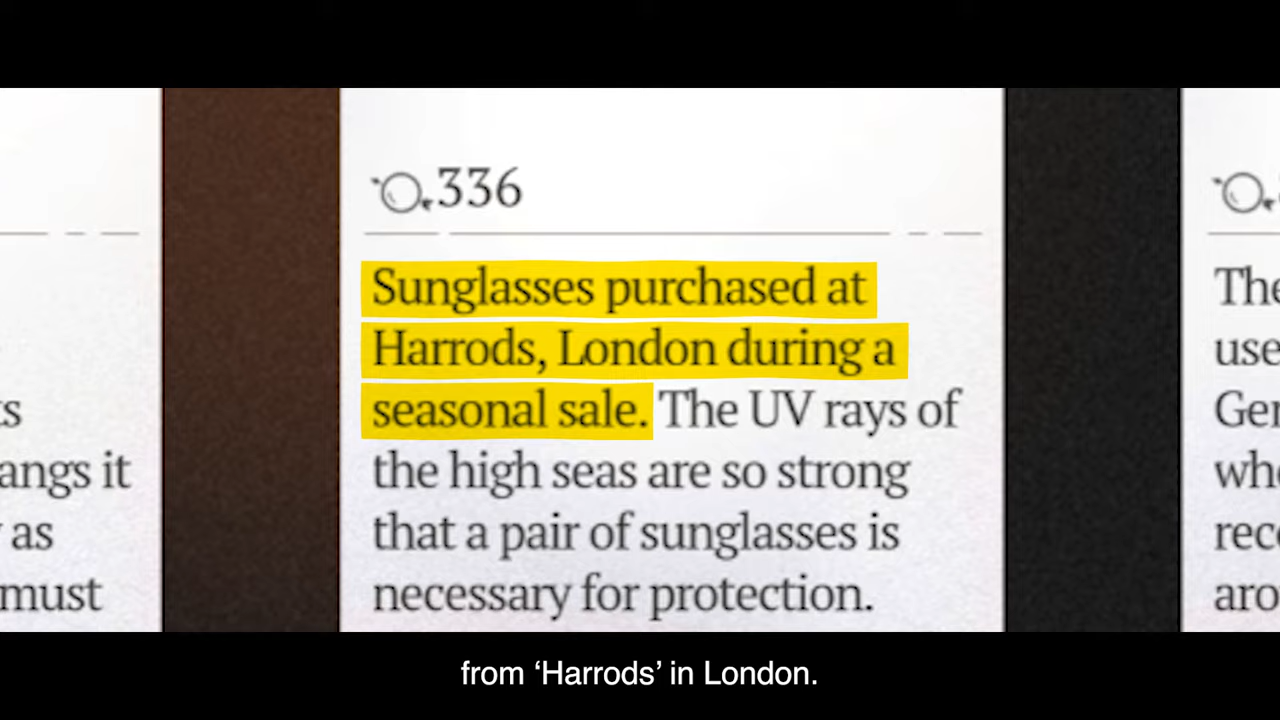 angs it
as
must
.336
Sunglasses purchased at
Harrods, London during a
seasonal sale. The UV rays of
the high seas are so strong
that a pair of sunglasses is
necessary for protection.
The
use
from ‘Harrods’ in London.